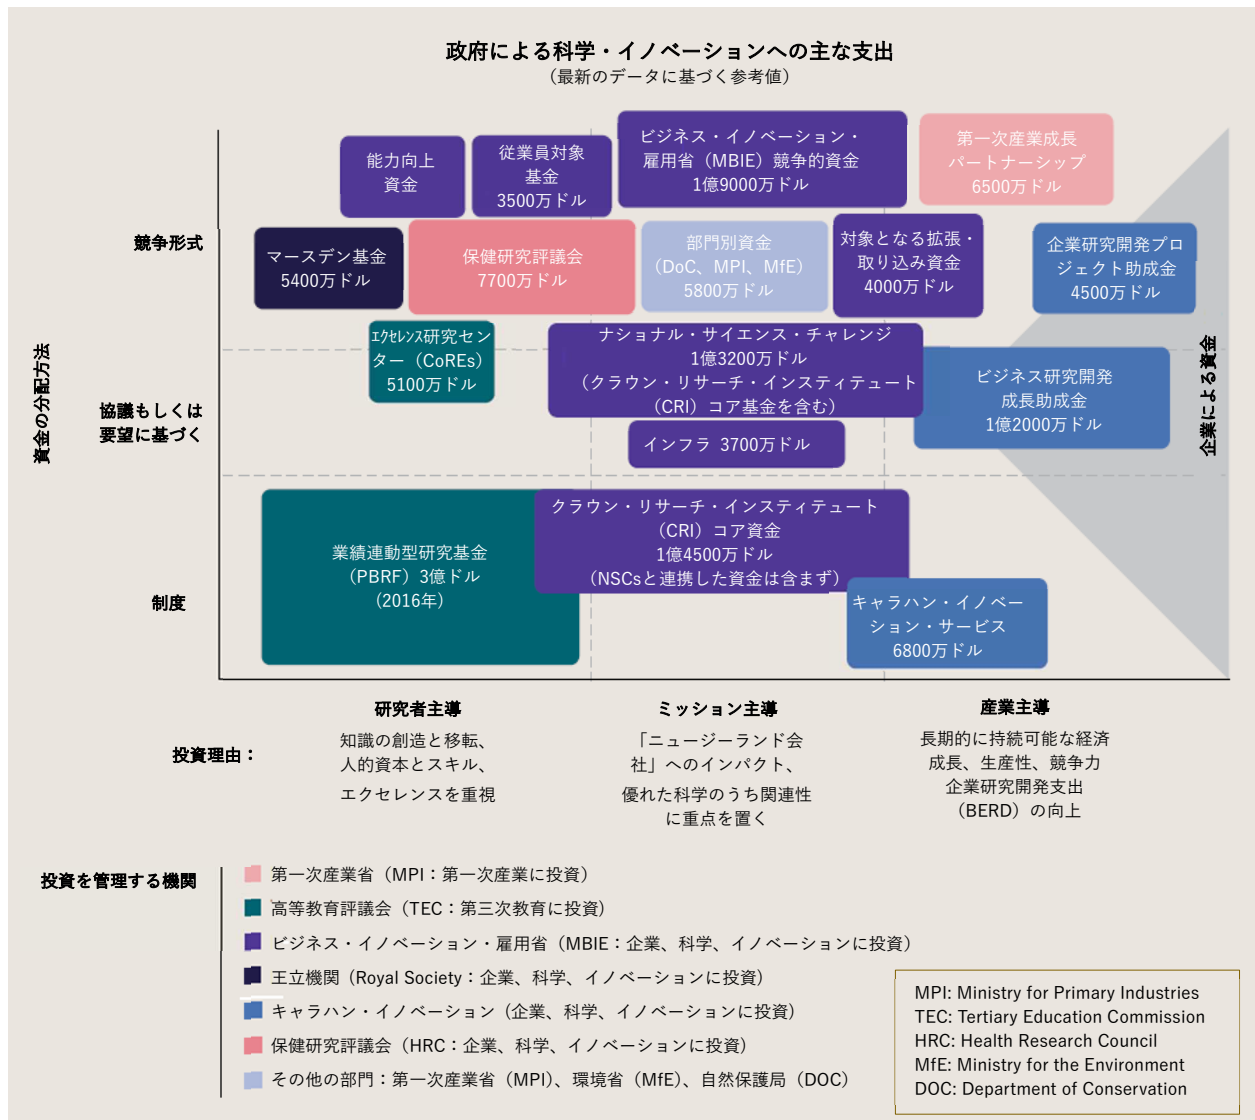 政府による科学・イノベーションへの主な支出
（最新のデータに基づく参考値）
能力向上
資金
従業員対象
基金
3500万ドル
ビジネス・イノベーション・
雇用省（MBIE）競争的資金
1億9000万ドル
第一次産業成長
パートナーシップ
6500万ドル
競争形式
マースデン基金
5400万ドル
保健研究評議会
7700万ドル
部門別資金
（DoC、MPI、MfE）
5800万ドル
対象となる拡張・
取り込み資金
4000万ドル
企業研究開発プロ
ジェクト助成金
4500万ドル
資金の分配方法
協議もしくは
要望に基づく
エクセレンス研究セン
ター（CoREs）
5100万ドル
ナショナル・サイエンス・チャレンジ
1億3200万ドル
（クラウン・リサーチ・インスティテュート
（CRI）コア基金を含む）
ビジネス研究開発
成長助成金
1億2000万ドル
企業による資金
インフラ 3700万ドル
制度
業績連動型研究基金
（PBRF）3億ドル
（2016年）
クラウン・リサーチ・インスティテュート
（CRI）コア資金
1億4500万ドル
（NSCsと連携した資金は含まず）
キャラハン・イノベー
ション・サービス
6800万ドル
研究者主導
ミッション主導
産業主導
投資理由：
知識の創造と移転、
人的資本とスキル、
エクセレンスを重視
「ニュージーランド会
社」へのインパクト、
優れた科学のうち関連性
に重点を置く
長期的に持続可能な経済
成長、生産性、競争力
企業研究開発支出
（BERD）の向上
投資を管理する機関
第一次産業省（MPI：第一次産業に投資）
高等教育評議会（TEC：第三次教育に投資）
ビジネス・イノベーション・雇用省（MBIE：企業、科学、イノベーションに投資）
王立機関（Royal Society：企業、科学、イノベーションに投資）
キャラハン・イノベーション（企業、科学、イノベーションに投資）
保健研究評議会（HRC：企業、科学、イノベーションに投資）
その他の部門：第一次産業省（MPI）、環境省（MfE）、自然保護局（DOC）
MPI: Ministry for Primary Industries
TEC: Tertiary Education Commission
HRC: Health Research Council
MfE: Ministry for the Environment
DOC: Department of Conservation